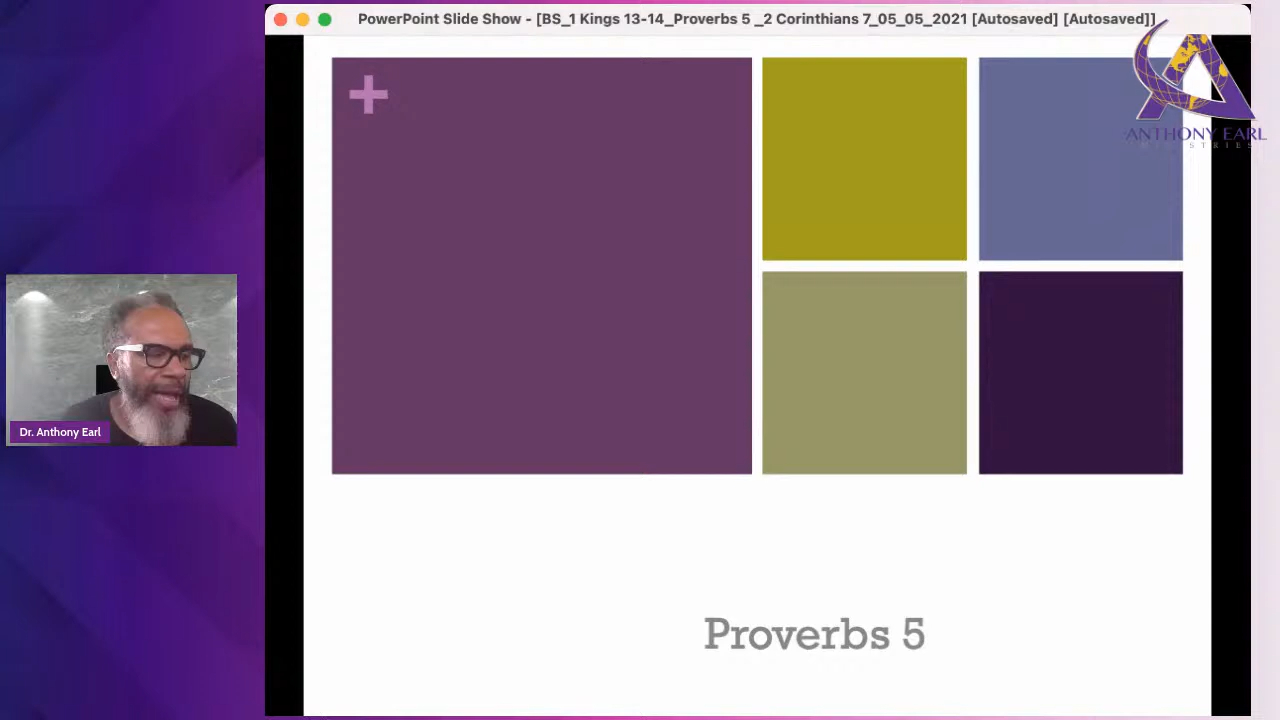 PowerPoint Slide Show - [BS_1 Kings 13-14_Proverbs 5 _2 Corinthians 7_05_05_2021 [Autosaved] [Autosaved]]
ANTHONY EARL
MINISTRIES
Dr. Anthony Earl
Proverbs 5